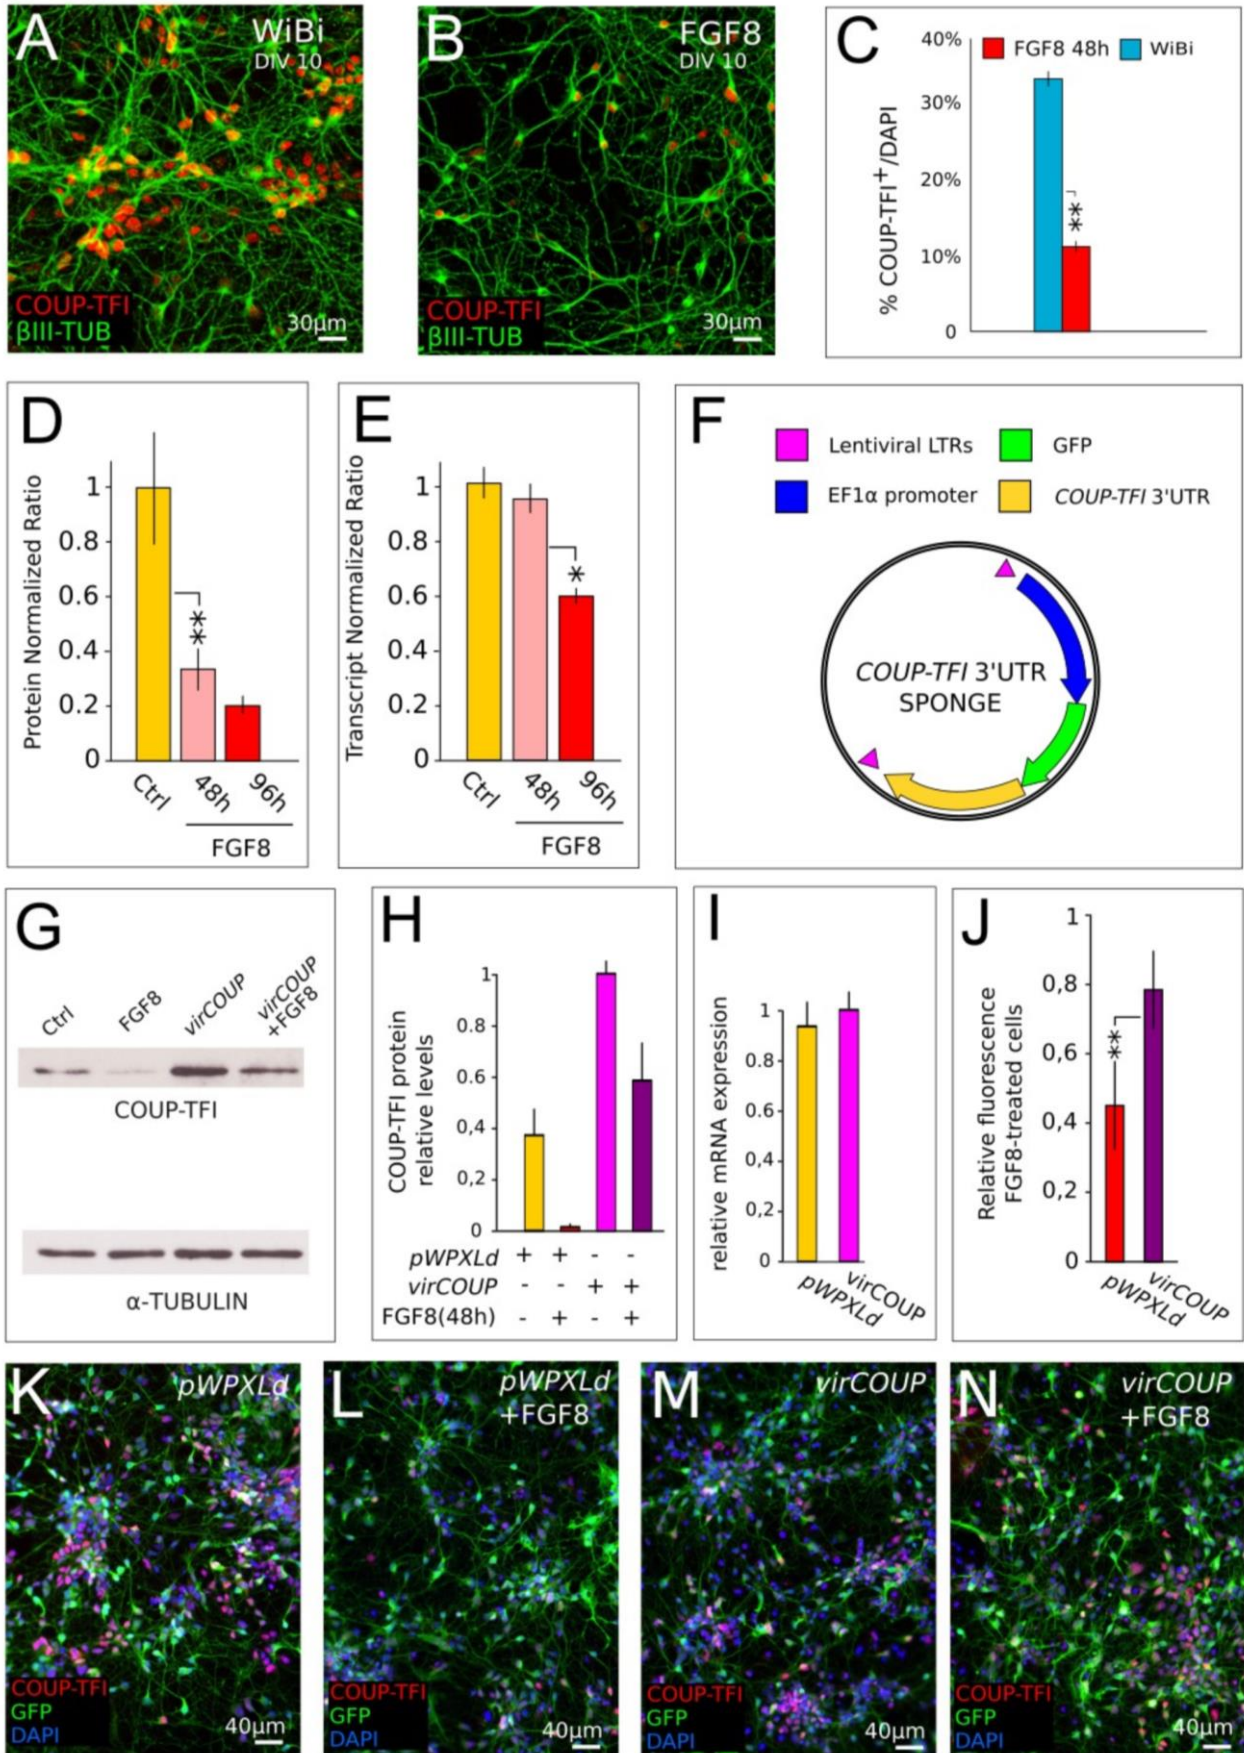 A
WiBi
DIV 10
COUP-TFI
βIII-TUB
30μm
B
FGF8
DIV 10
COUP-TFI
βIII-TUB
30μm
C
FGF8 48h
WiBi
% COUP-TFI⁺/DAPI
40%
30%
20%
10%
0
**
D
Protein Normalized Ratio
1
0.8
0.6
0.4
0.2
0
**
Ctrl
48h
96h
FGF8
E
Transcript Normalized Ratio
1
0.8
0.6
0.4
0.2
0
*
Ctrl
48h
96h
FGF8
F
Lentiviral LTRs
GFP
EF1α promoter
COUP-TFI 3'UTR
COUP-TFI 3'UTR
SPONGE
G
Ctrl
FGF8
virCOUP
virCOUP
+FGF8
COUP-TFI
α-TUBULIN
H
COUP-TFI protein
relative levels
1
0,8
0,6
0,4
0,2
0
pWPXLd + + - -
virCOUP - - + +
FGF8(48h) - + - +
I
relative mRNA expression
1
0,8
0,6
0,4
0,2
0
pWPXLd
virCOUP
J
Relative fluorescence
FGF8-treated cells
1
0,8
0,6
0,4
0,2
0
**
pWPXLd
virCOUP
K
pWPXLd
COUP-TFI
GFP
DAPI
40μm
L
pWPXLd
+FGF8
COUP-TFI
GFP
DAPI
40μm
M
virCOUP
COUP-TFI
GFP
DAPI
40μm
N
virCOUP
+FGF8
COUP-TFI
GFP
DAPI
40μm